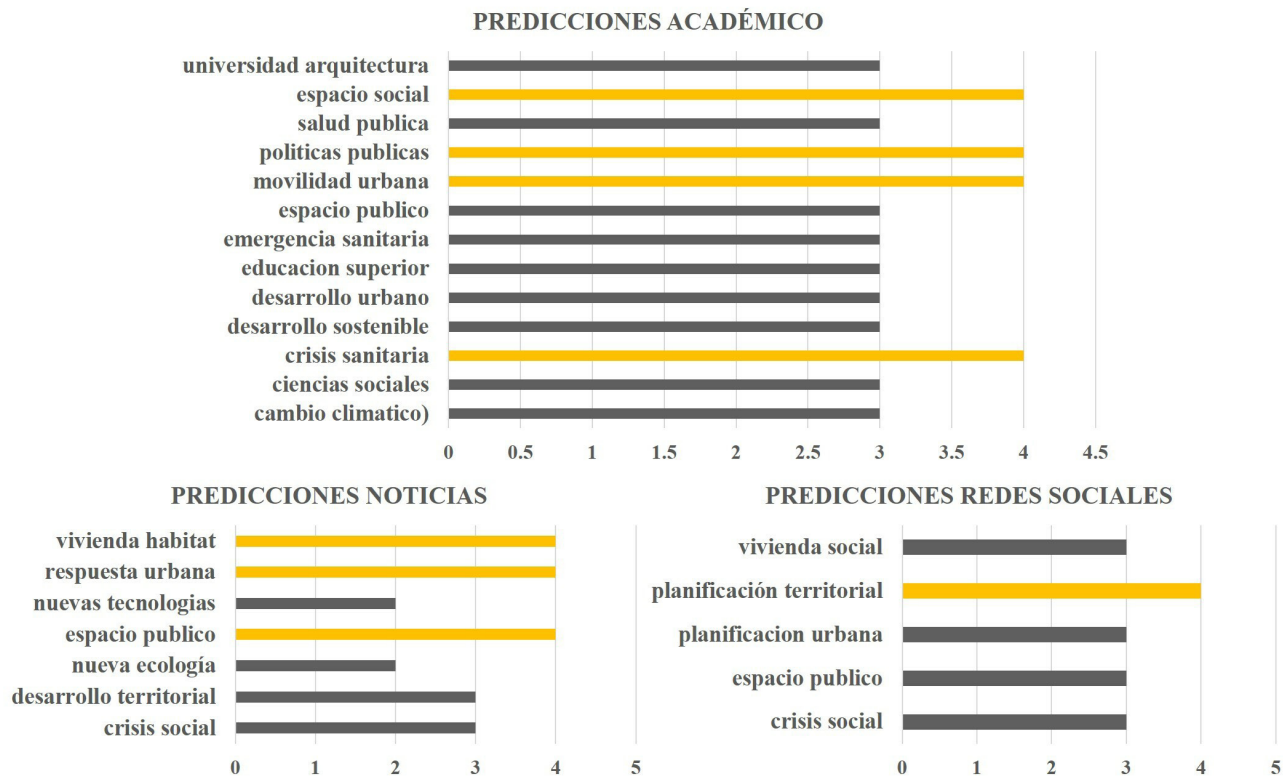 PREDICCIONES ACADÉMICO
universidad arquitectura
espacio social
salud publica
politicas publicas
movilidad urbana
espacio publico
emergencia sanitaria
educacion superior
desarrollo urbano
desarrollo sostenible
crisis sanitaria
ciencias sociales
cambio climatico)
0 0.5 1 1.5 2 2.5 3 3.5 4 4.5
PREDICCIONES NOTICIAS
vivienda habitat
respuesta urbana
nuevas tecnologias
espacio publico
nueva ecología
desarrollo territorial
crisis social
0 1 2 3 4 5
PREDICCIONES REDES SOCIALES
vivienda social
planificación territorial
planificacion urbana
espacio publico
crisis social
0 1 2 3 4 5